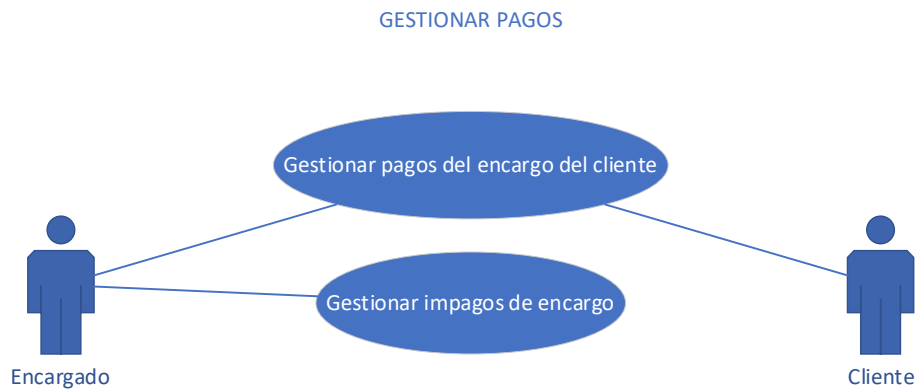 GESTIONAR PAGOS
Gestionar pagos del encargo del cliente
Gestionar impagos de encargo
Encargado
Cliente